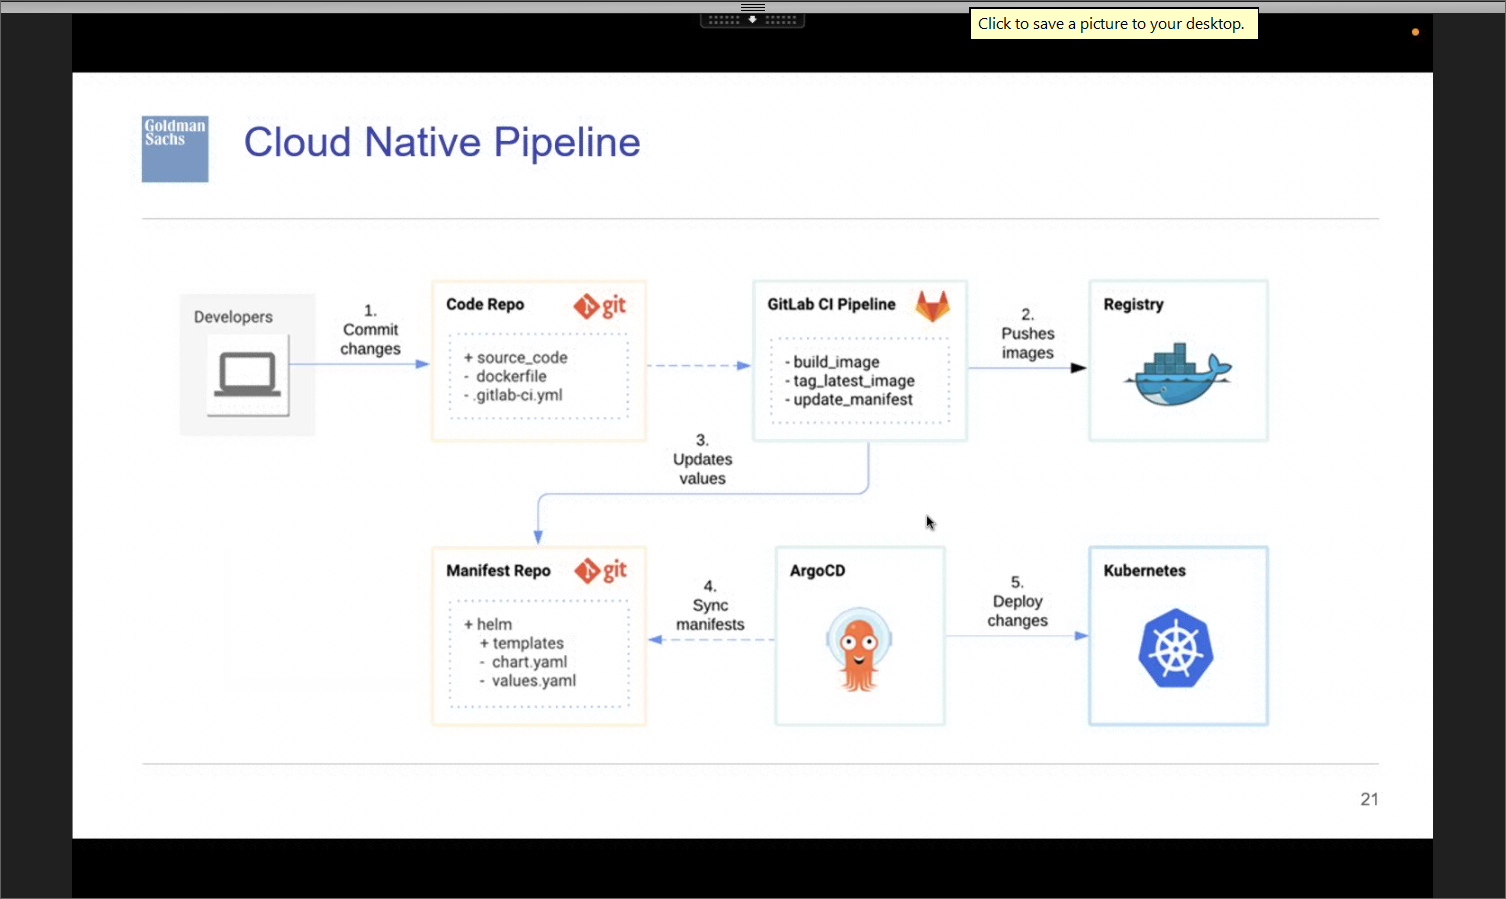 Click to save a picture to your desktop.
Goldman
Sachs
Cloud Native Pipeline
Developers
1.
Commit
changes
Code Repo
git
+ source_code
- dockerfile
- .gitlab-ci.yml
GitLab CI Pipeline
- build_image
- tag_latest_image
- update_manifest
2.
Pushes
images
Registry
3.
Updates
values
Manifest Repo
git
+ helm
+ templates
- chart.yaml
- values.yaml
4.
Sync
manifests
ArgoCD
5.
Deploy
changes
Kubernetes
21